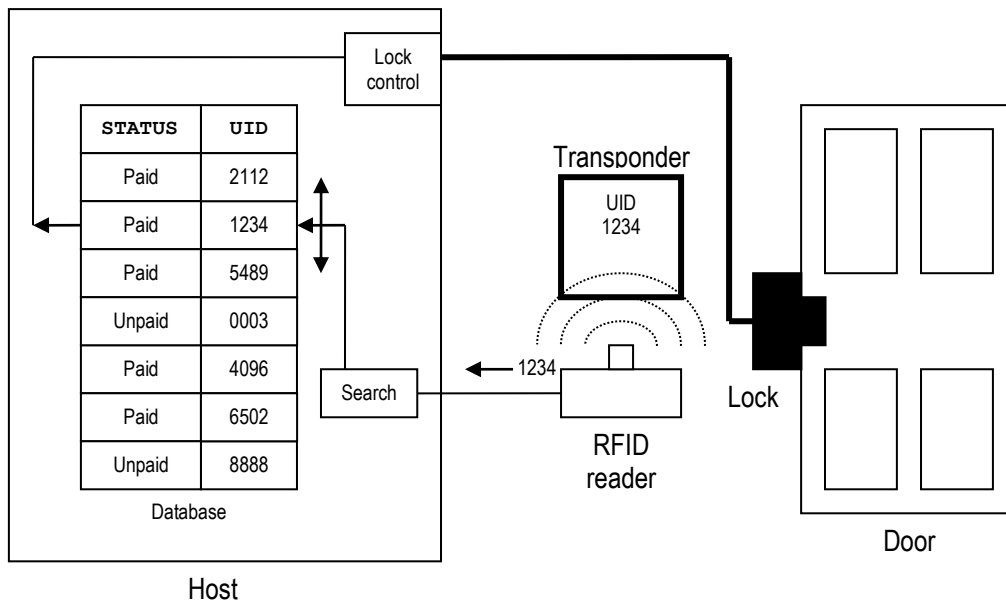 Lock
control
STATUS UID
Paid 2112
Paid 1234
Paid 5489
Unpaid 0003
Paid 4096
Paid 6502
Unpaid 8888
Database
Search
Host
Transponder
UID
1234
1234
RFID
reader
Lock
Door